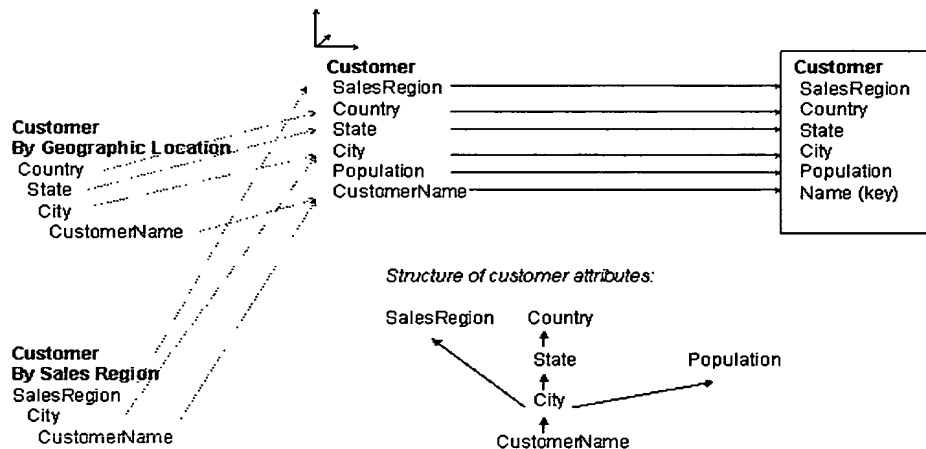 Customer
By Geographic Location
Country
State
City
CustomerName
Customer
By Sales Region
SalesRegion
City
CustomerName
Customer
SalesRegion
Country
State
City
Population
CustomerName
Customer
SalesRegion
Country
State
City
Population
Name (key)
Structure of customer attributes:
SalesRegion
Country
State
Population
City
CustomerName